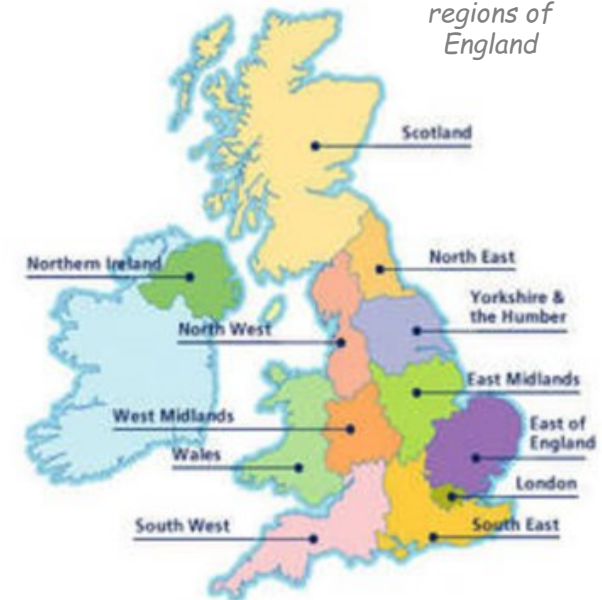 regions of
England
Scotland
North East
Northern Ireland
Yorkshire &
the Humber
North West
East Midlands
West Midlands
East of
England
Wales
London
South West
South East